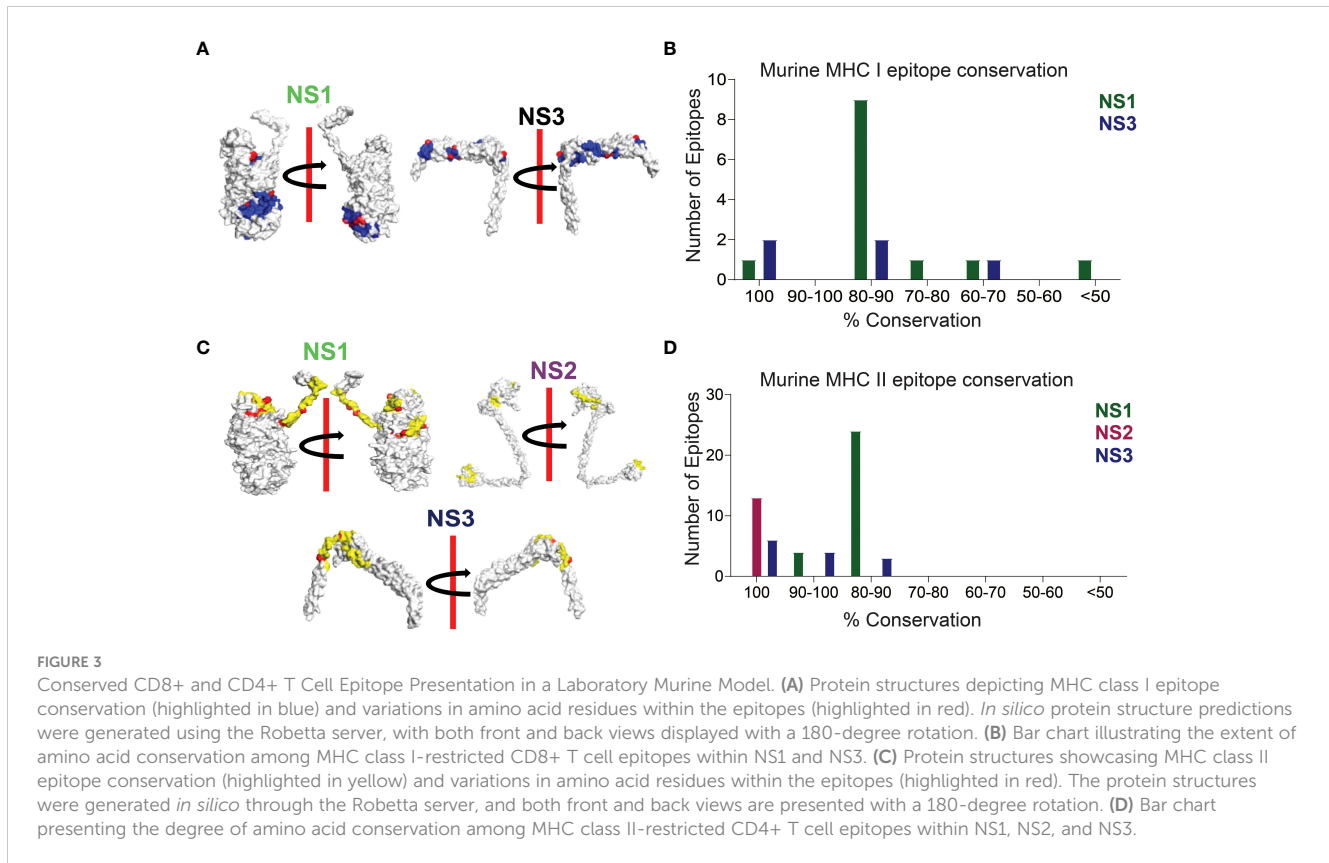 A
NS1
NS3
B
Murine MHC I epitope conservation
NS1
NS3
Number of Epitopes
10
8
6
4
2
0
100 90-100 80-90 70-80 60-70 50-60 <50
% Conservation
C
NS1
NS2
NS3
D
Murine MHC II epitope conservation
NS1
NS2
NS3
Number of Epitopes
30
20
10
0
100 90-100 80-90 70-80 60-70 50-60 <50
% Conservation
FIGURE 3
Conserved CD8+ and CD4+ T Cell Epitope Presentation in a Laboratory Murine Model. (A) Protein structures depicting MHC class I epitope
conservation (highlighted in blue) and variations in amino acid residues within the epitopes (highlighted in red). In silico protein structure predictions
were generated using the Robetta server, with both front and back views displayed with a 180-degree rotation. (B) Bar chart illustrating the extent of
amino acid conservation among MHC class I-restricted CD8+ T cell epitopes within NS1 and NS3. (C) Protein structures showcasing MHC class II
epitope conservation (highlighted in yellow) and variations in amino acid residues within the epitopes (highlighted in red). The protein structures
were generated in silico through the Robetta server, and both front and back views are presented with a 180-degree rotation. (D) Bar chart
presenting the degree of amino acid conservation among MHC class II-restricted CD4+ T cell epitopes within NS1, NS2, and NS3.